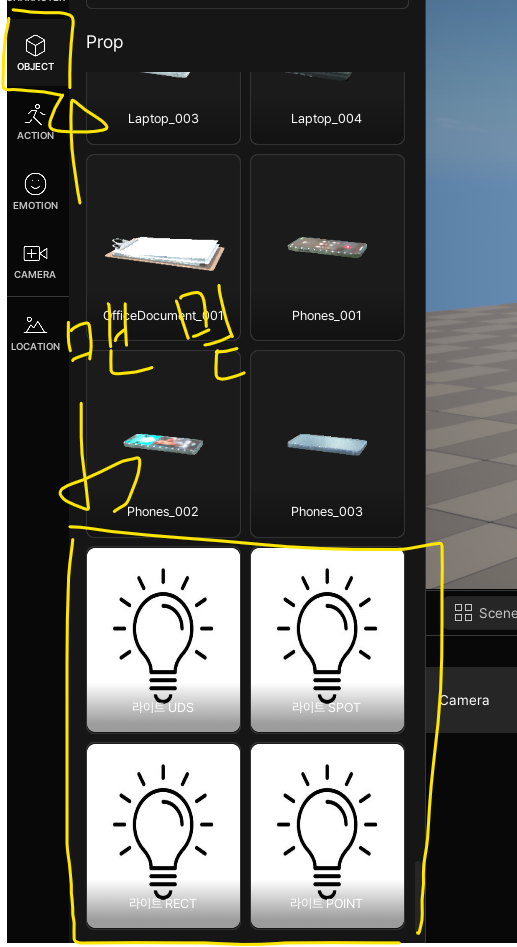 CHARACTER
OBJECT
ACTION
EMOTION
CAMERA
LOCATION
Prop
Laptop_003
Laptop_004
OfficeDocument_001
Phones_001
맨 밑
Phones_002
Phones_003
라이트 UDS
라이트 SPOT
라이트 RECT
라이트 POINT
Scene
Camera